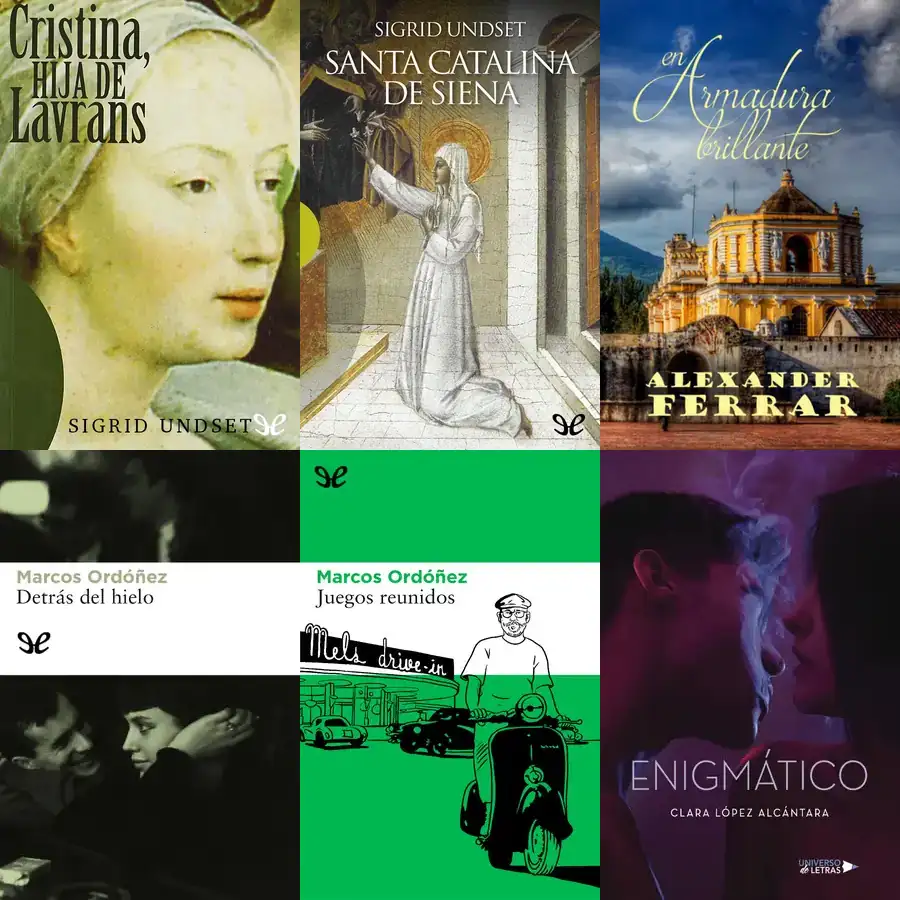 Cristina,
HIJA DE
Lavrans
SIGRID UNDSET
SIGRID UNDSET
SANTA CATALINA
DE SIENA
en
Armadura
brillante
ALEXANDER
FERRAR
Marcos Ordóñez
Detrás del hielo
Marcos Ordóñez
Juegos reunidos
Mels drive-in
ENIGMÁTICO
CLARA LÓPEZ ALCÁNTARA
UNIVERSO
de LETRAS